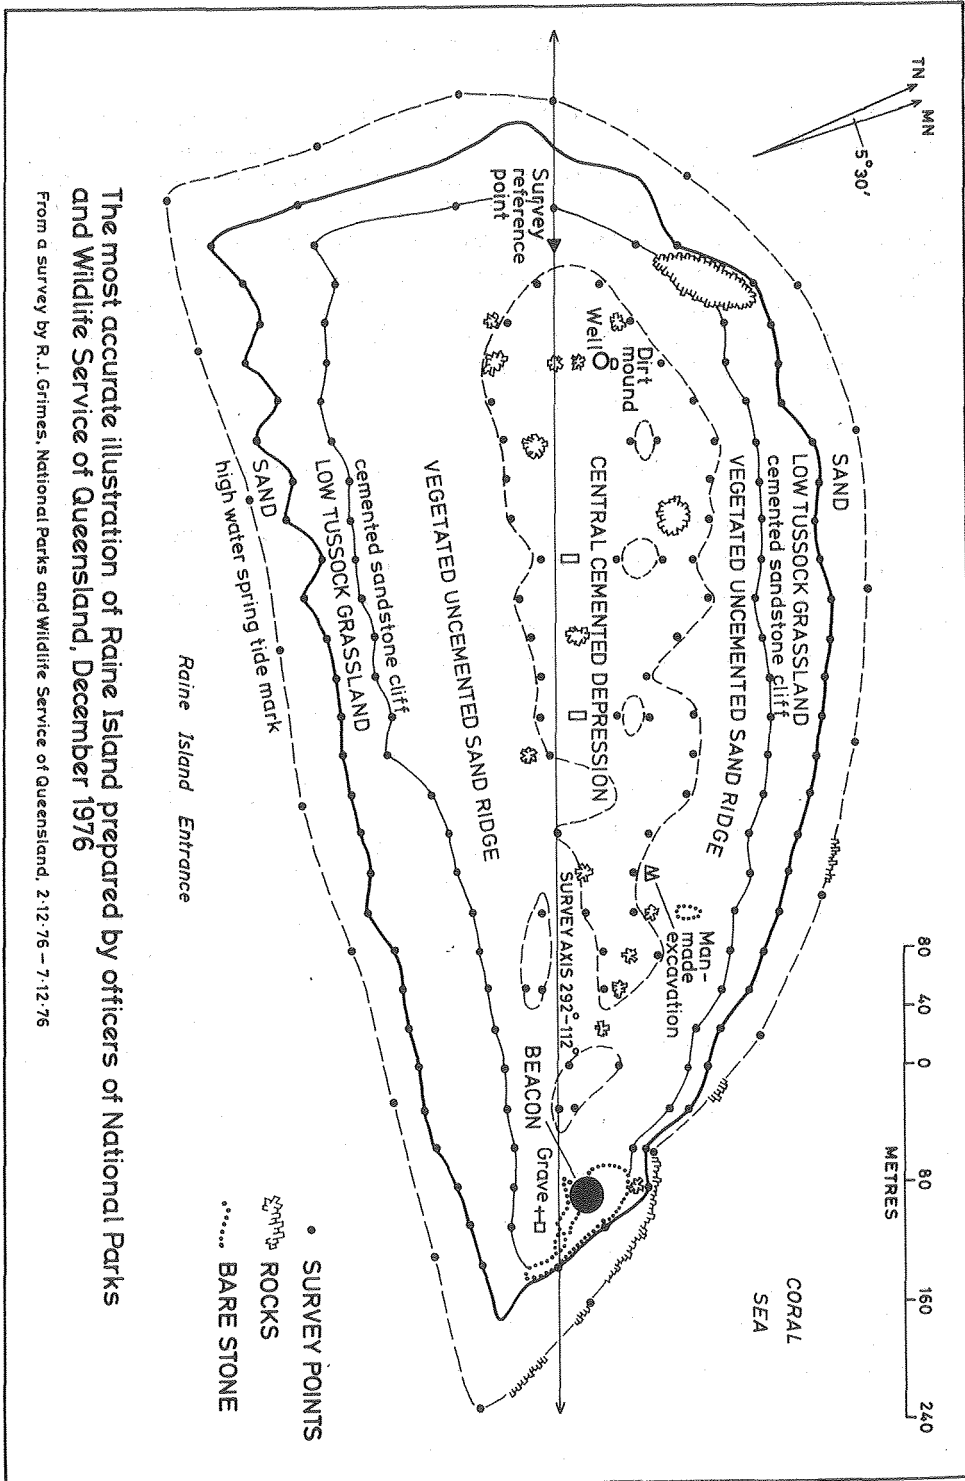 TN
MN
5°30'
80 40 0 80 160 240
METRES
CORAL
SEA
SAND
LOW TUSSOCK GRASSLAND
cemented sandstone cliff
VEGETATED UNCEMENTED SAND RIDGE
Man-
made
excavation
Dirt
mound
Well
CENTRAL CEMENTED DEPRESSION
Survey
reference
point
SURVEY AXIS 292°-112°
BEACON
Grave
VEGETATED UNCEMENTED SAND RIDGE
cemented sandstone cliff
LOW TUSSOCK GRASSLAND
SAND
high water spring tide mark
Raine Island Entrance
SURVEY POINTS
ROCKS
BARE STONE
The most accurate illustration of Raine Island prepared by officers of National Parks
and Wildlife Service of Queensland, December 1976
From a survey by R.J. Grimes, National Parks and Wildlife Service of Queensland, 2·12·76 – 7·12·76